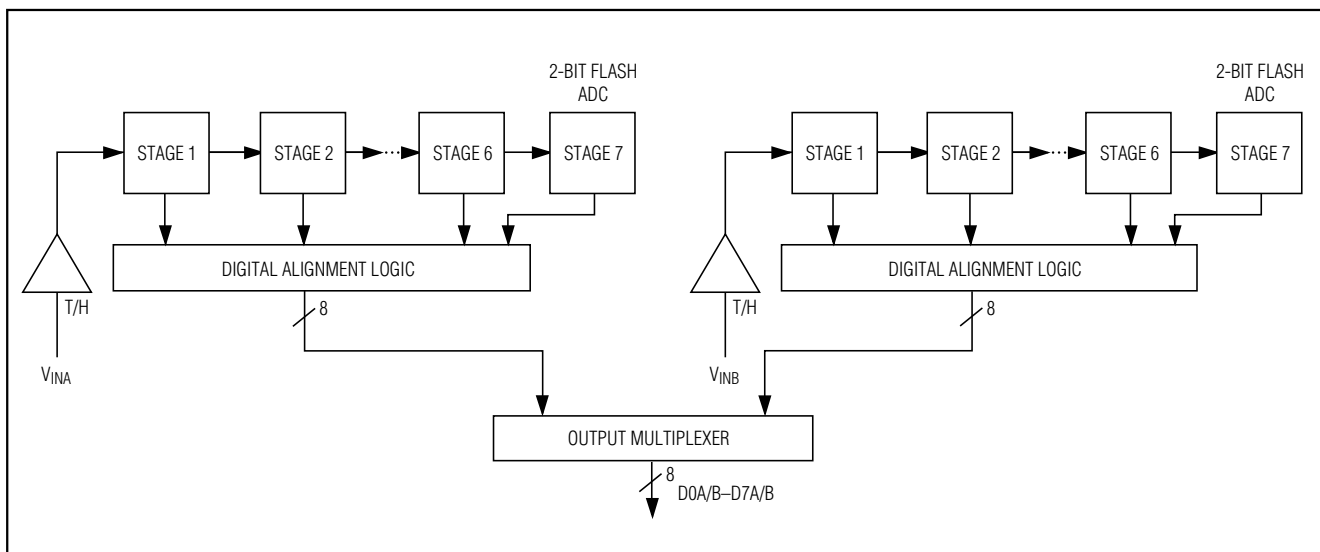 2-BIT FLASH
ADC
STAGE 1
STAGE 2
STAGE 6
STAGE 7
DIGITAL ALIGNMENT LOGIC
T/H
8
VINA
2-BIT FLASH
ADC
STAGE 1
STAGE 2
STAGE 6
STAGE 7
DIGITAL ALIGNMENT LOGIC
T/H
8
VINB
OUTPUT MULTIPLEXER
8
D0A/B–D7A/B